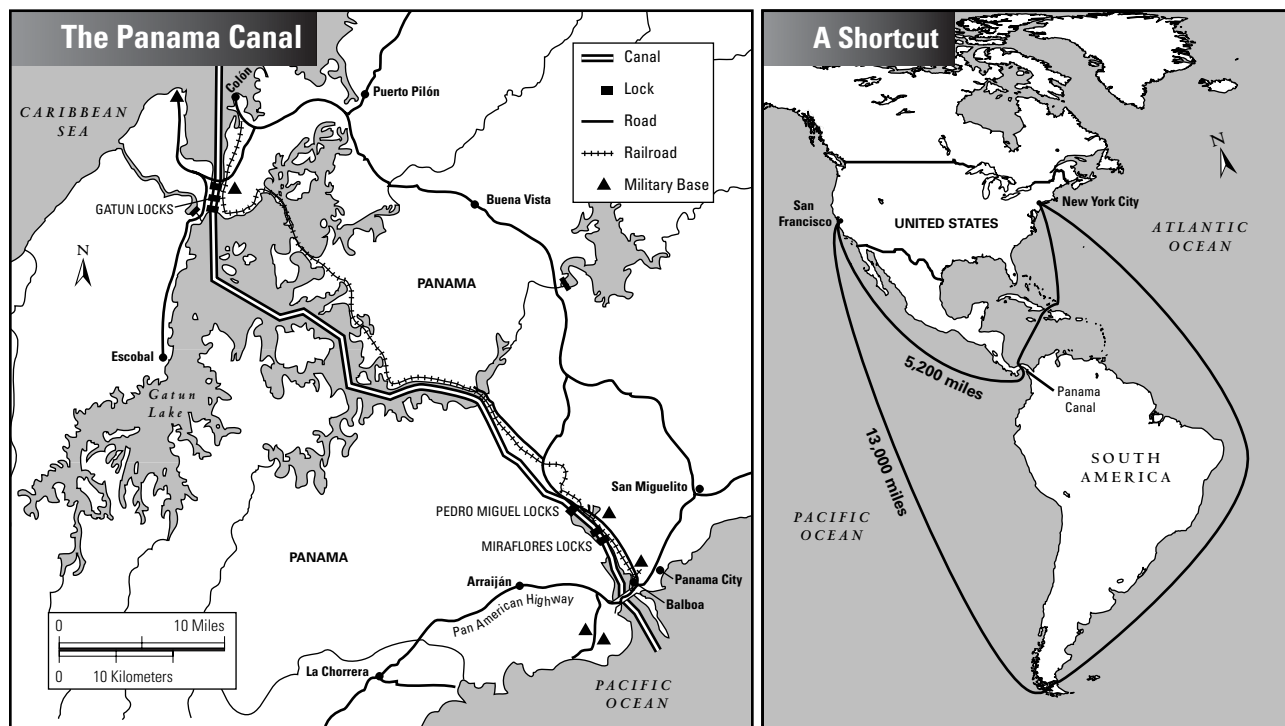 The Panama Canal
Canal
Lock
Road
Railroad
Military Base
CARIBBEAN
SEA
Colón
Puerto Pilón
GATUN LOCKS
Buena Vista
N
PANAMA
Escobal
Gatun
Lake
San Miguelito
PEDRO MIGUEL LOCKS
MIRAFLORES LOCKS
PANAMA
Panama City
Arraiján
Balboa
Pan American Highway
0 10 Miles
0 10 Kilometers
La Chorrera
PACIFIC
OCEAN
A Shortcut
N
San
Francisco
UNITED STATES
New York City
ATLANTIC
OCEAN
5,200 miles
Panama
Canal
13,000 miles
SOUTH
AMERICA
PACIFIC
OCEAN